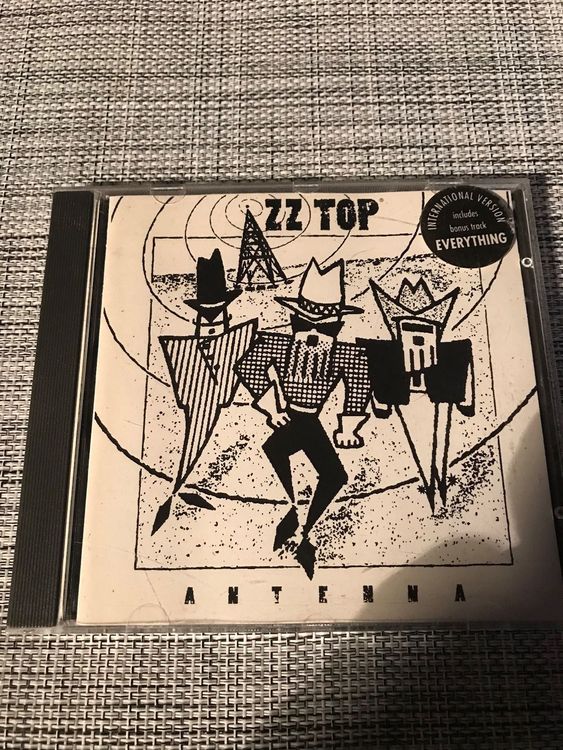 ZZ TOP
INTERNATIONAL VERSION
includes
bonus track
EVERYTHING
ANTENNA